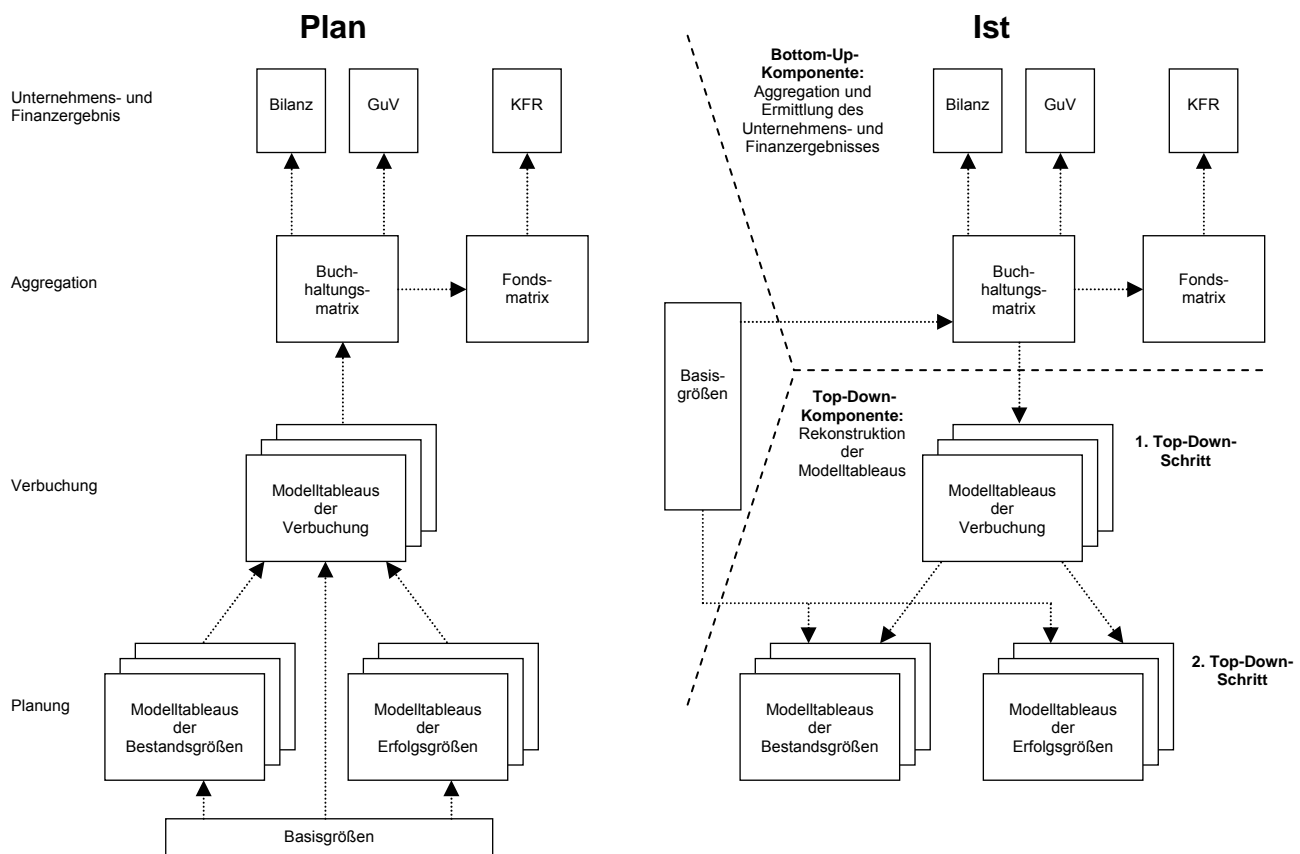 Plan
Unternehmens- und
Finanzergebnis
Bilanz
GuV
KFR
Aggregation
Buch-
haltungs-
matrix
Fonds-
matrix
Verbuchung
Modelltableaus
der
Verbuchung
Planung
Modelltableaus
der
Bestandsgrößen
Modelltableaus
der
Erfolgsgrößen
Basisgrößen
Ist
Bottom-Up-
Komponente:
Aggregation und
Ermittlung des
Unternehmens- und
Finanzergebnisses
Bilanz
GuV
KFR
Buch-
haltungs-
matrix
Fonds-
matrix
Basis-
größen
Top-Down-
Komponente:
Rekonstruktion
der
Modelltableaus
Modelltableaus
der
Verbuchung
1. Top-Down-
Schritt
Modelltableaus
der
Bestandsgrößen
Modelltableaus
der
Erfolgsgrößen
2. Top-Down-
Schritt